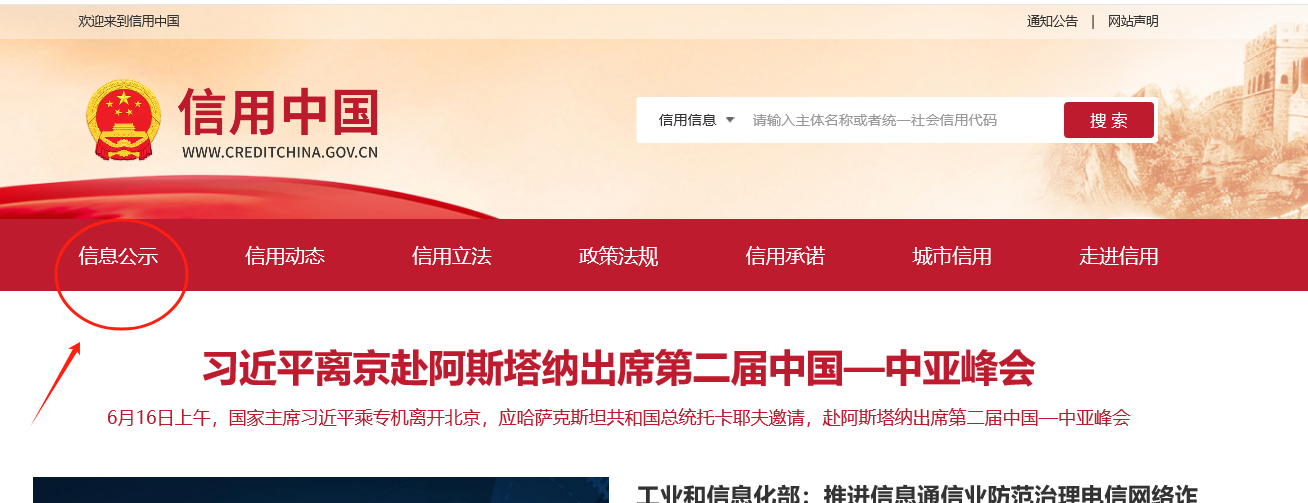 欢迎来到信用中国
通知公告 | 网站声明
信用中国
WWW.CREDITCHINA.GOV.CN
信用信息 请输入主体名称或者统一社会信用代码 搜 索
信息公示 信用动态 信用立法 政策法规 信用承诺 城市信用 走进信用
习近平离京赴阿斯塔纳出席第二届中国—中亚峰会
6月16日上午，国家主席习近平乘专机离开北京，应哈萨克斯坦共和国总统托卡耶夫邀请，赴阿斯塔纳出席第二届中国—中亚峰会
工业和信息化部：推进信息通信业防范治理电信网络诈